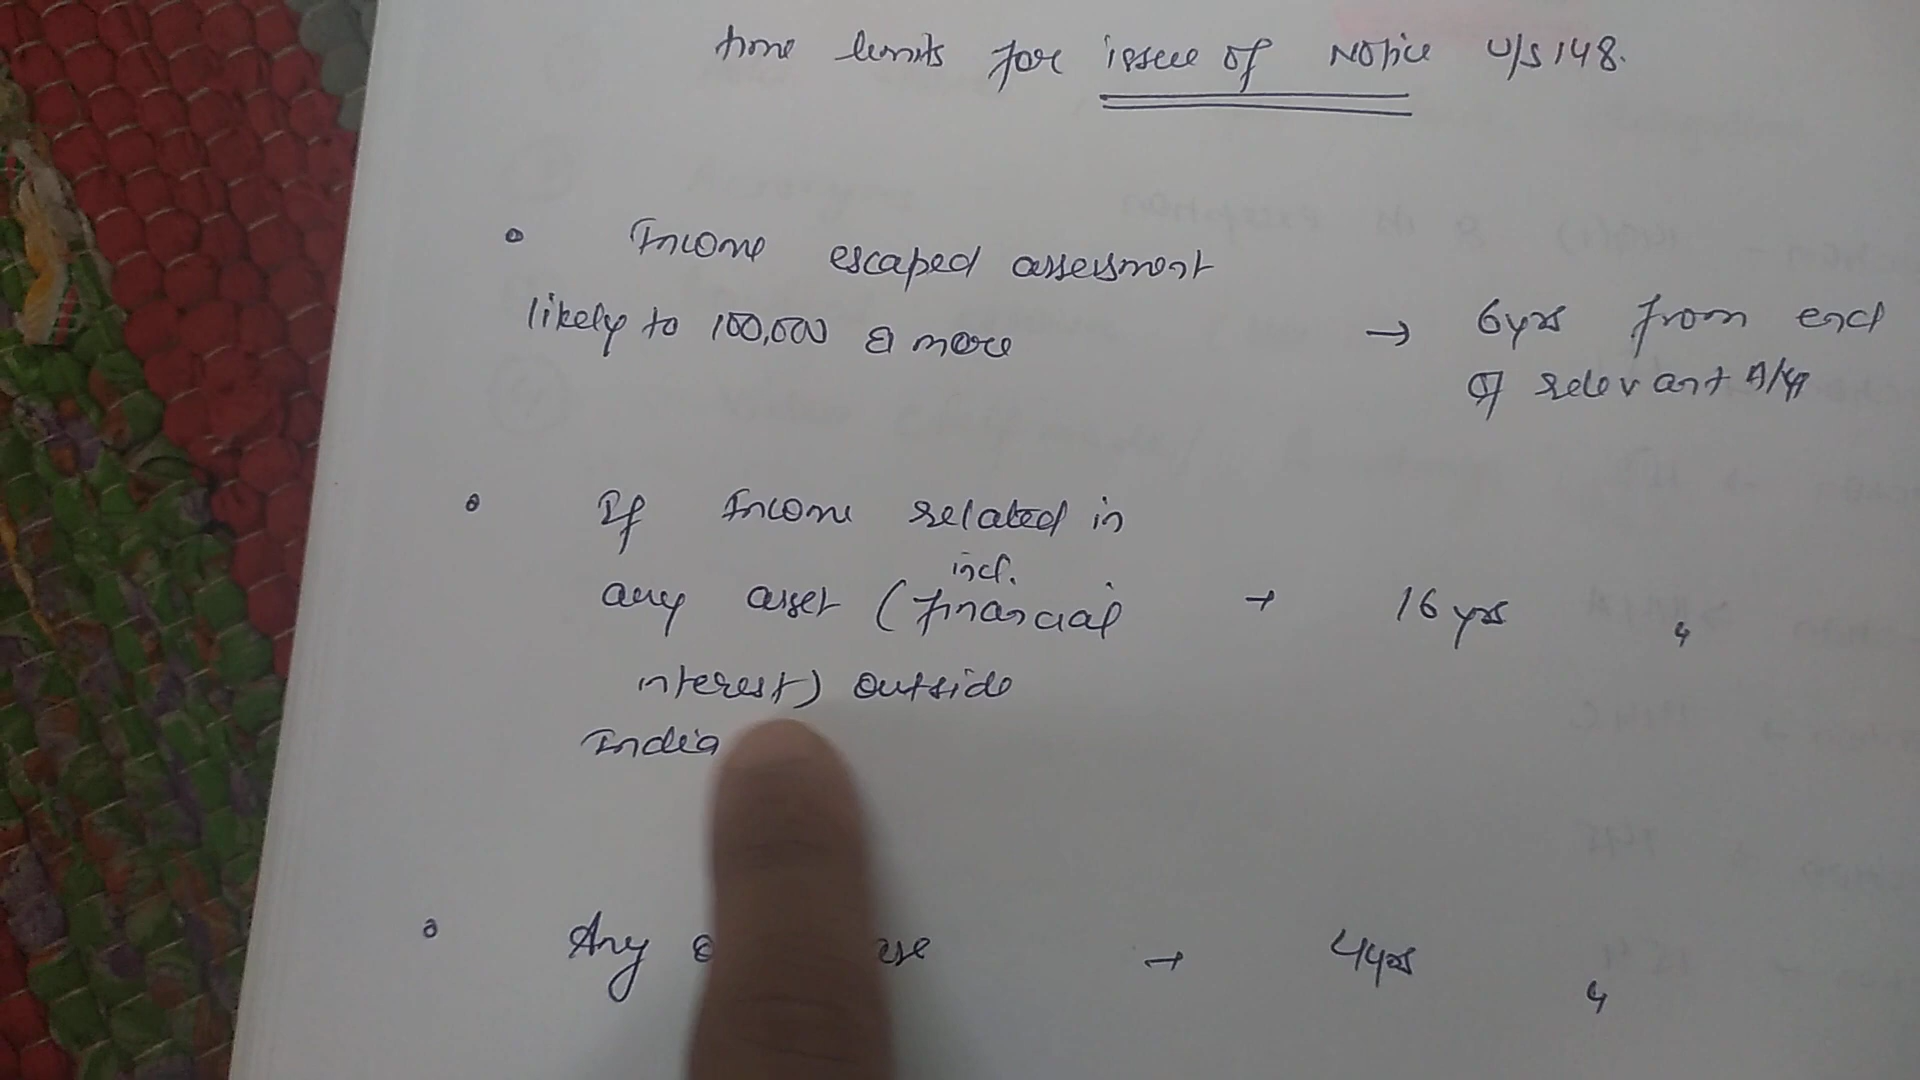 time limits for issue of Notice u/s 148.
Income escaped assessment
likely to 100,000 & more → 6yrs from end
of relevant A/Y
If Income related in
incl.
any asset (financial → 16 yrs "
interest) outside
India
Any → 4yrs "